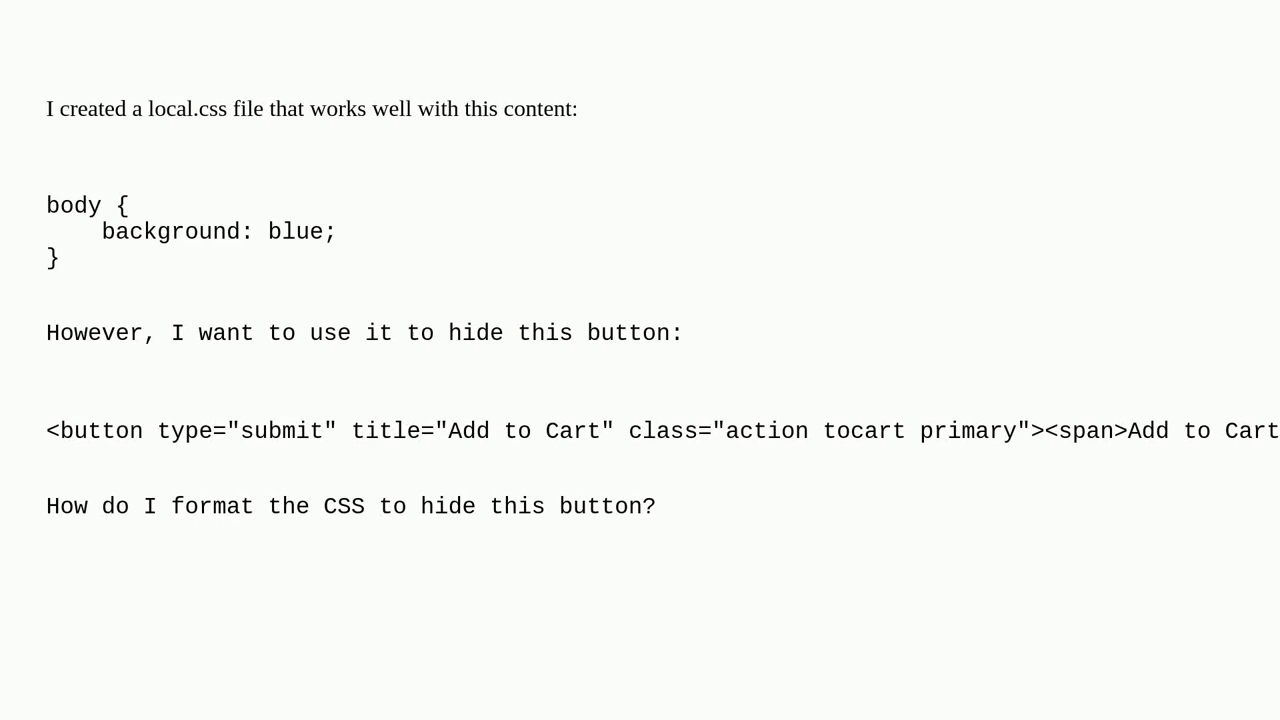 I created a local.css file that works well with this content:
body {
    background: blue;
}
However, I want to use it to hide this button:
<button type="submit" title="Add to Cart" class="action tocart primary"><span>Add to Cart
How do I format the CSS to hide this button?